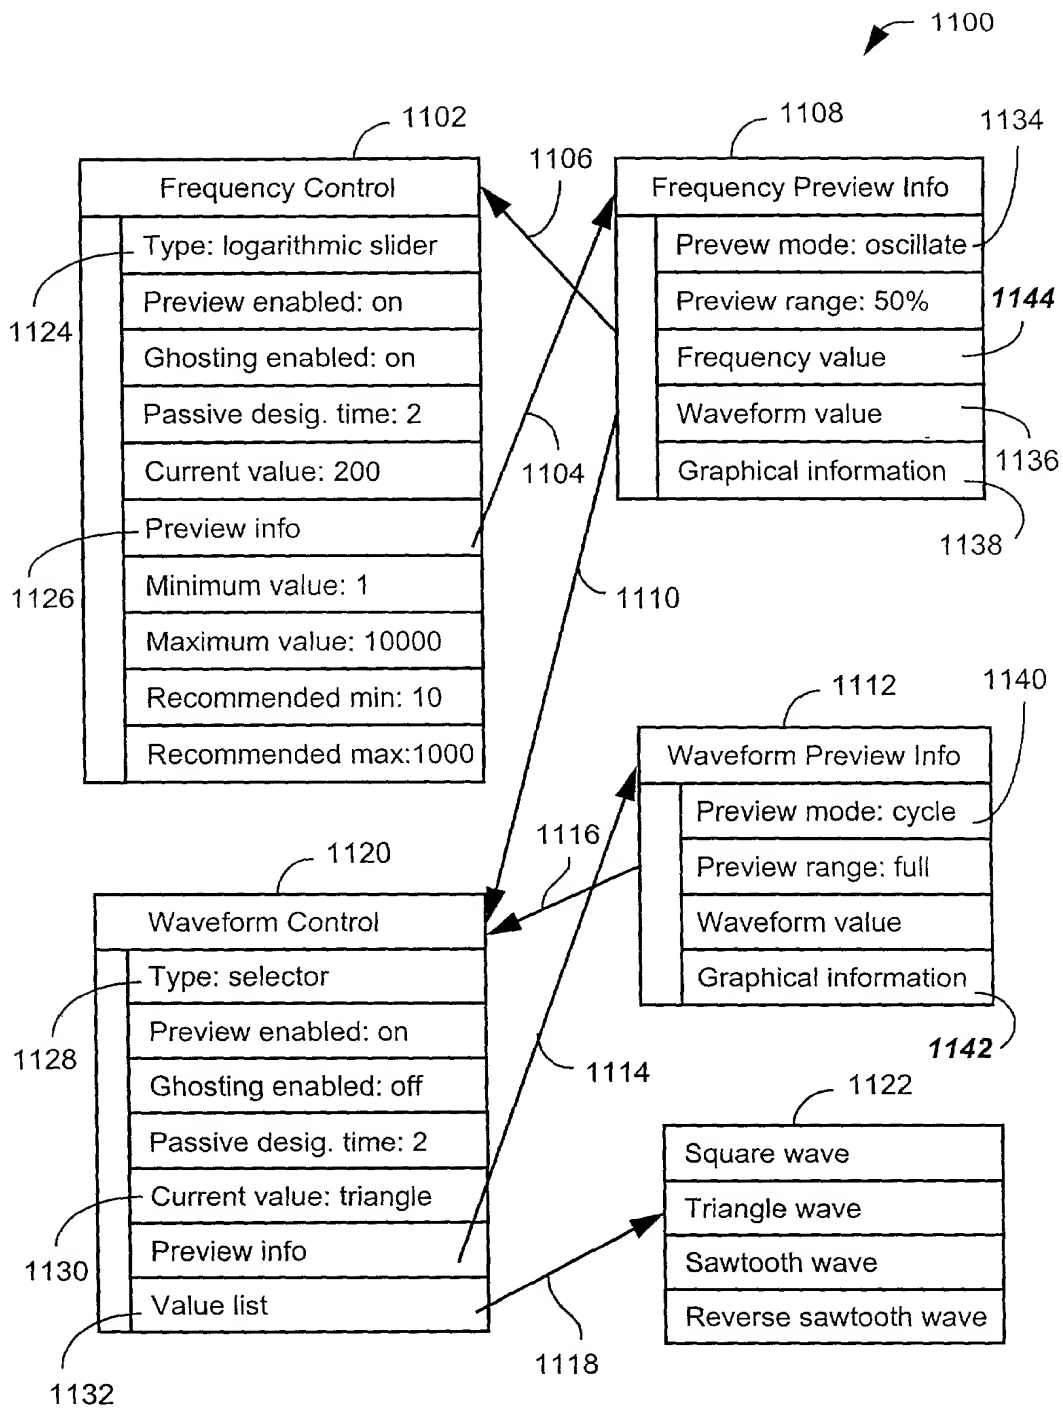 1100
1102
Frequency Control
Type: logarithmic slider
Preview enabled: on
Ghosting enabled: on
Passive desig. time: 2
Current value: 200
Preview info
Minimum value: 1
Maximum value: 10000
Recommended min: 10
Recommended max:1000
1124
1126
1106
1104
1110
1108
1134
Frequency Preview Info
Prevew mode: oscillate
Preview range: 50%
Frequency value
Waveform value
Graphical information
1144
1136
1138
1112
1140
Waveform Preview Info
Preview mode: cycle
Preview range: full
Waveform value
Graphical information
1142
1116
1114
1120
Waveform Control
Type: selector
Preview enabled: on
Ghosting enabled: off
Passive desig. time: 2
Current value: triangle
Preview info
Value list
1128
1130
1132
1118
1122
Square wave
Triangle wave
Sawtooth wave
Reverse sawtooth wave